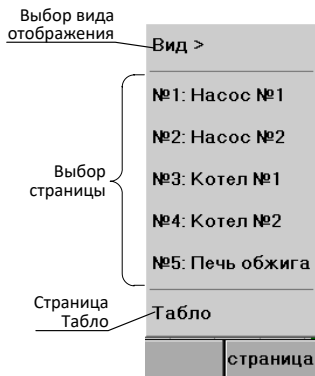 Выбор вида
отображения
Вид >
№1: Насос №1
№2: Насос №2
Выбор
страницы
№3: Котел №1
№4: Котел №2
№5: Печь обжига
Страница
Табло
Табло
страница